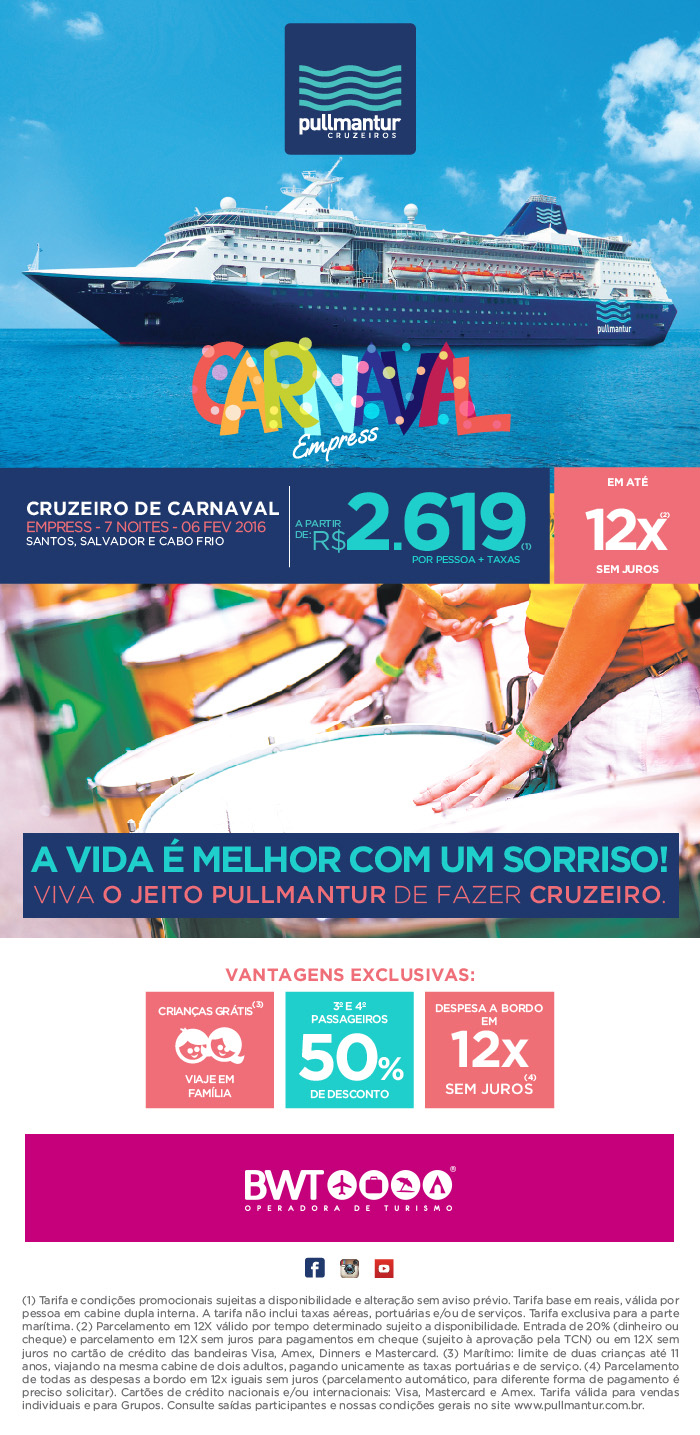 pullmantur
CRUZEIROS
pullmantur
CARNAVAL
Empress
CRUZEIRO DE CARNAVAL
EMPRESS - 7 NOITES - 06 FEV 2016
SANTOS, SALVADOR E CABO FRIO
A PARTIR
DE: R$ 2.619 (1)
POR PESSOA + TAXAS
EM ATÉ
12x (2)
SEM JUROS
A VIDA É MELHOR COM UM SORRISO!
VIVA O JEITO PULLMANTUR DE FAZER CRUZEIRO.
VANTAGENS EXCLUSIVAS:
CRIANÇAS GRÁTIS (3)
VIAJE EM
FAMÍLIA
3º E 4º
PASSAGEIROS
50%
DE DESCONTO
DESPESA A BORDO
EM
12x
SEM JUROS (4)
BWT ®
OPERADORA DE TURISMO
(1) Tarifa e condições promocionais sujeitas a disponibilidade e alteração sem aviso prévio. Tarifa base em reais, válida por
pessoa em cabine dupla interna. A tarifa não inclui taxas aéreas, portuárias e/ou de serviços. Tarifa exclusiva para a parte
marítima. (2) Parcelamento em 12X válido por tempo determinado sujeito a disponibilidade. Entrada de 20% (dinheiro ou
cheque) e parcelamento em 12X sem juros para pagamentos em cheque (sujeito à aprovação pela TCN) ou em 12X sem
juros no cartão de crédito das bandeiras Visa, Amex, Dinners e Mastercard. (3) Marítimo: limite de duas crianças até 11
anos, viajando na mesma cabine de dois adultos, pagando unicamente as taxas portuárias e de serviço. (4) Parcelamento
de todas as despesas a bordo em 12x iguais sem juros (parcelamento automático, para diferente forma de pagamento é
preciso solicitar). Cartões de crédito nacionais e/ou internacionais: Visa, Mastercard e Amex. Tarifa válida para vendas
individuais e para Grupos. Consulte saídas participantes e nossas condições gerais no site www.pullmantur.com.br.